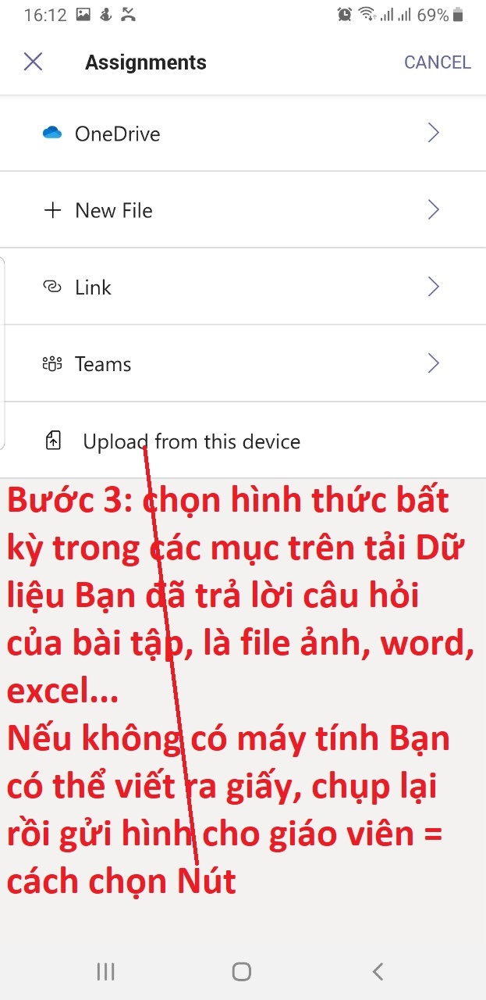 16:12 69%
Assignments CANCEL
OneDrive
New File
Link
Teams
Upload from this device
Bước 3: chọn hình thức bất
kỳ trong các mục trên tải Dữ
liệu Bạn đã trả lời câu hỏi
của bài tập, là file ảnh, word,
excel...
Nếu không có máy tính Bạn
có thể viết ra giấy, chụp lại
rồi gửi hình cho giáo viên =
cách chọn Nút